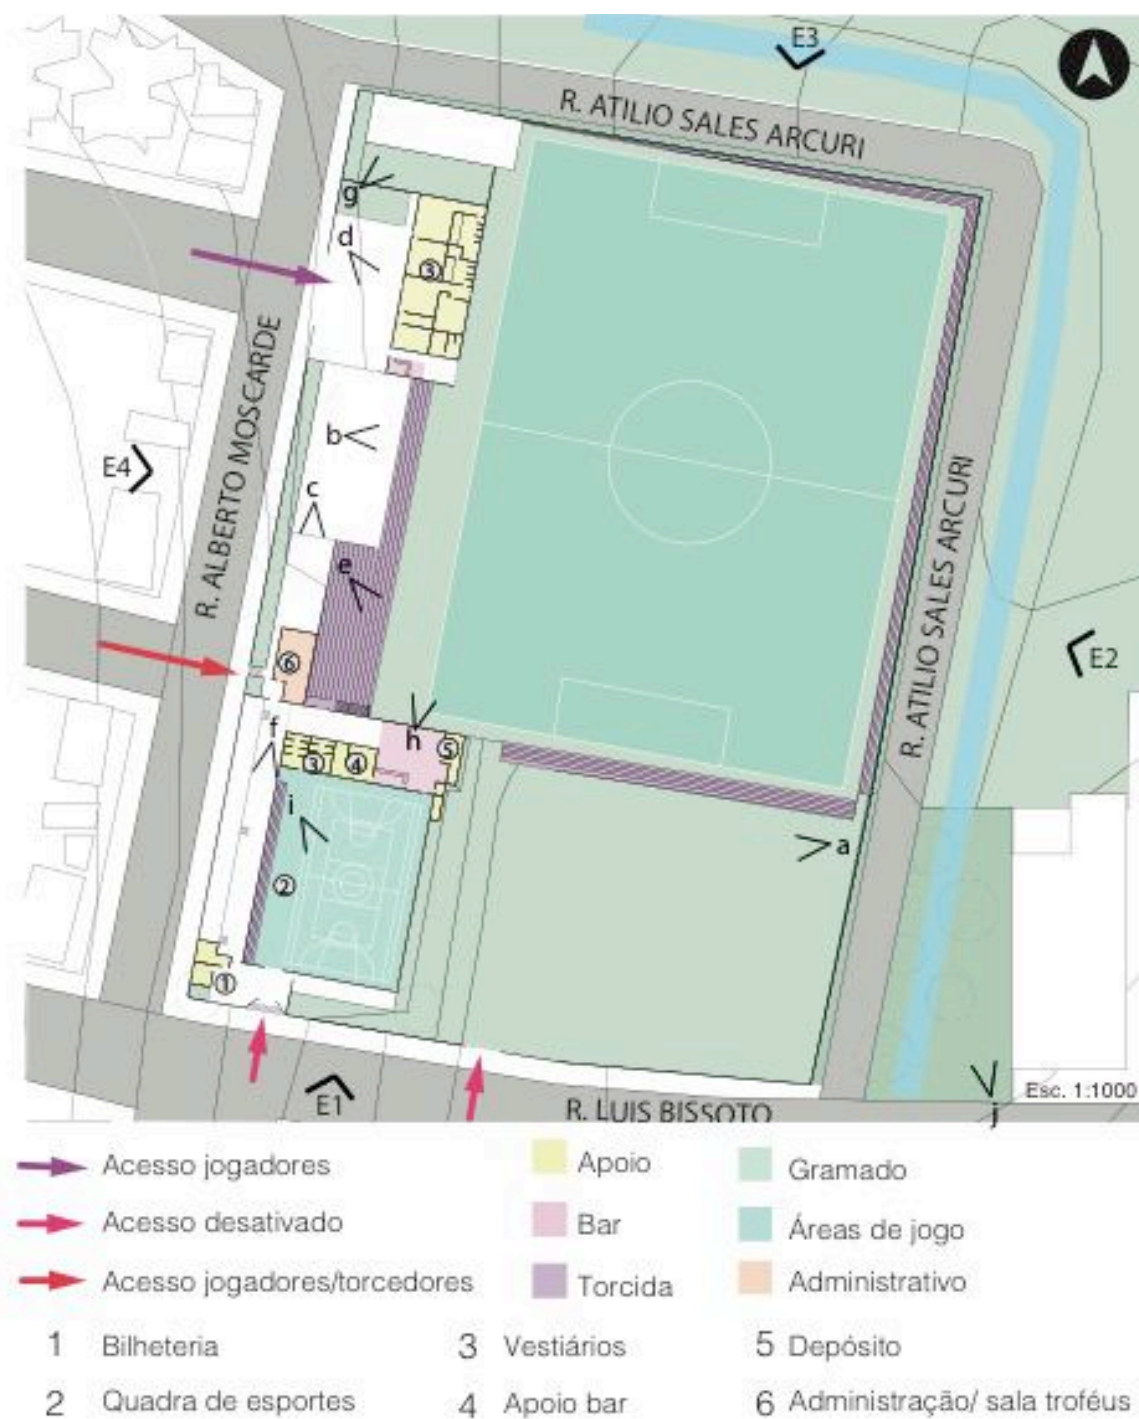 E3
R. ATILIO SALES ARCURI
g
d
3
R. ALBERTO MOSCARDE
b
E4
c
e
R. ATILIO SALES ARCURI
6
E2
f
h
5
3
4
i
a
2
1
Esc. 1:1000
E1
R. LUIS BISSOTO
j
Acesso jogadores
Apoio
Gramado
Acesso desativado
Bar
Áreas de jogo
Acesso jogadores/torcedores
Torcida
Administrativo
1 Bilheteria
3 Vestiários
5 Depósito
2 Quadra de esportes
4 Apoio bar
6 Administração/ sala troféus